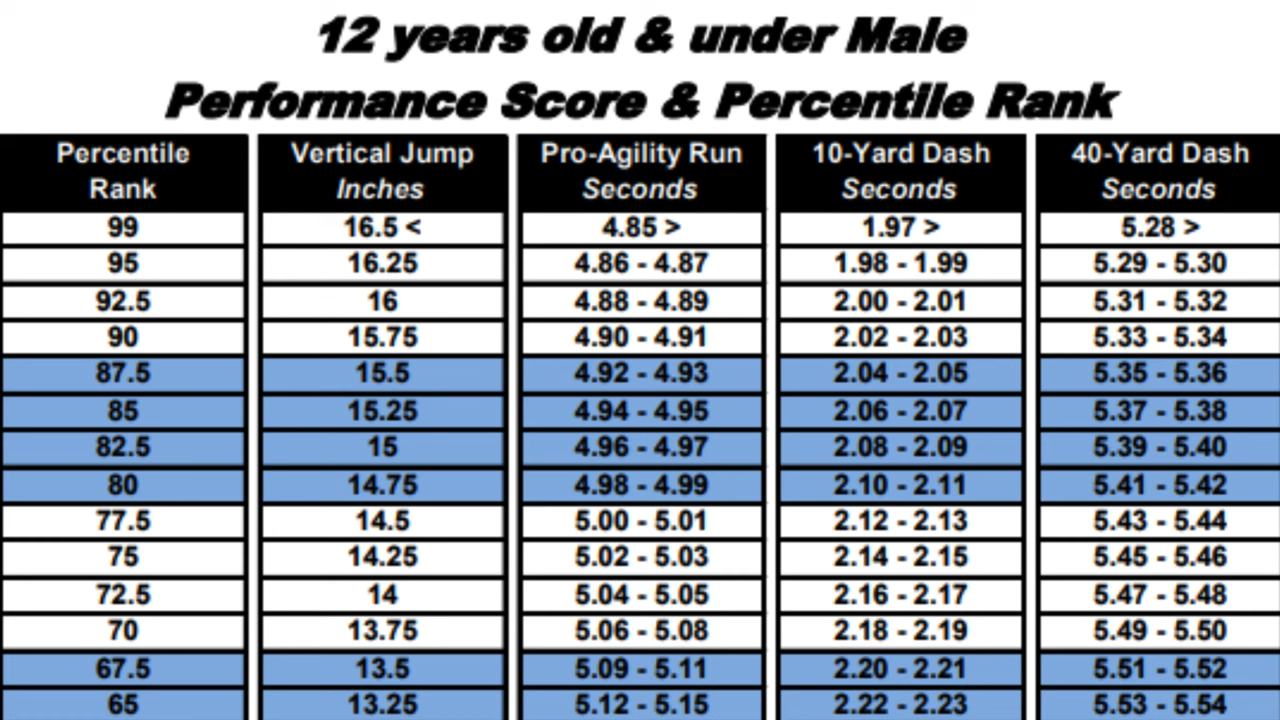 12 years old & under Male
Performance Score & Percentile Rank
Percentile Rank Vertical Jump Inches Pro-Agility Run Seconds 10-Yard Dash Seconds 40-Yard Dash Seconds
99 16.5 < 4.85 > 1.97 > 5.28 >
95 16.25 4.86 - 4.87 1.98 - 1.99 5.29 - 5.30
92.5 16 4.88 - 4.89 2.00 - 2.01 5.31 - 5.32
90 15.75 4.90 - 4.91 2.02 - 2.03 5.33 - 5.34
87.5 15.5 4.92 - 4.93 2.04 - 2.05 5.35 - 5.36
85 15.25 4.94 - 4.95 2.06 - 2.07 5.37 - 5.38
82.5 15 4.96 - 4.97 2.08 - 2.09 5.39 - 5.40
80 14.75 4.98 - 4.99 2.10 - 2.11 5.41 - 5.42
77.5 14.5 5.00 - 5.01 2.12 - 2.13 5.43 - 5.44
75 14.25 5.02 - 5.03 2.14 - 2.15 5.45 - 5.46
72.5 14 5.04 - 5.05 2.16 - 2.17 5.47 - 5.48
70 13.75 5.06 - 5.08 2.18 - 2.19 5.49 - 5.50
67.5 13.5 5.09 - 5.11 2.20 - 2.21 5.51 - 5.52
65 13.25 5.12 - 5.15 2.22 - 2.23 5.53 - 5.54